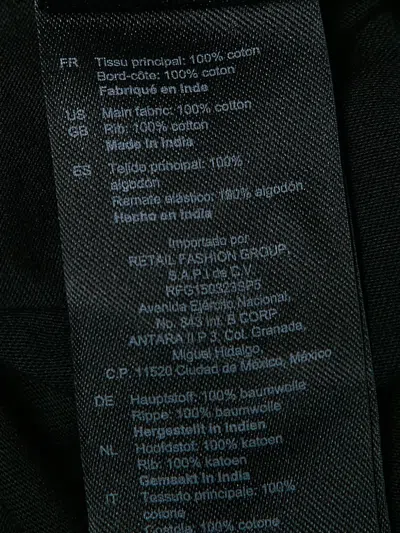 FR Tissu principal: 100% coton
Bord-côte: 100% coton
Fabriqué en Inde
US Main fabric: 100% cotton
GB Rib: 100% cotton
Made in India
ES Tejido principal: 100%
algodón
Remate elástico: 100% algodón
Hecho en India
Importado por
RETAIL FASHION GROUP,
S.A.P.I de C.V.
RFG150323SP5
Avenida Ejército Nacional,
No. 843 Int. B CORP
ANTARA II P 3, Col. Granada,
Miguel Hidalgo,
C.P. 11520 Ciudad de México, México
DE Hauptstoff: 100% baumwolle
Rippe: 100% baumwolle
Hergestellt in Indien
NL Hoofdstof: 100% katoen
Rib: 100% katoen
Gemaakt in India
IT Tessuto principale: 100%
cotone
Costola: 100% cotone